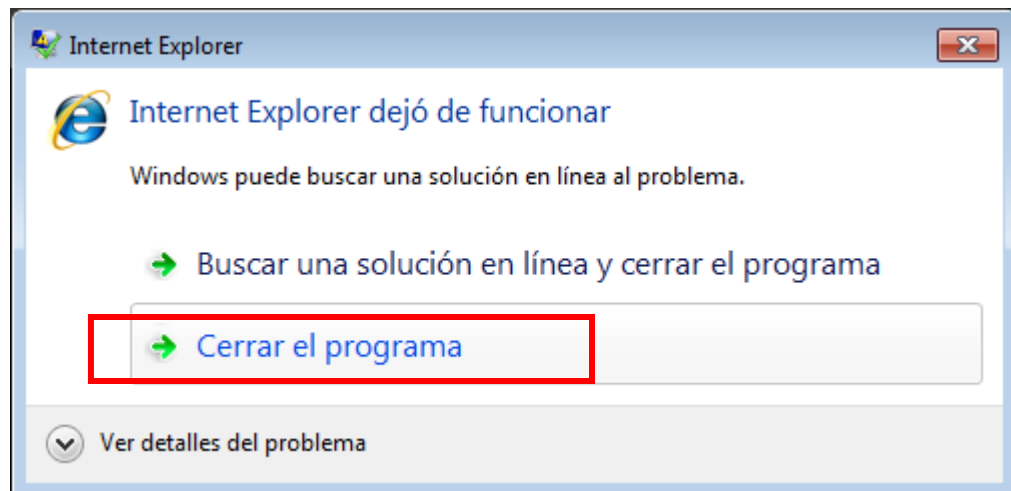 Internet Explorer
Internet Explorer dejó de funcionar
Windows puede buscar una solución en línea al problema.
Buscar una solución en línea y cerrar el programa
Cerrar el programa
Ver detalles del problema